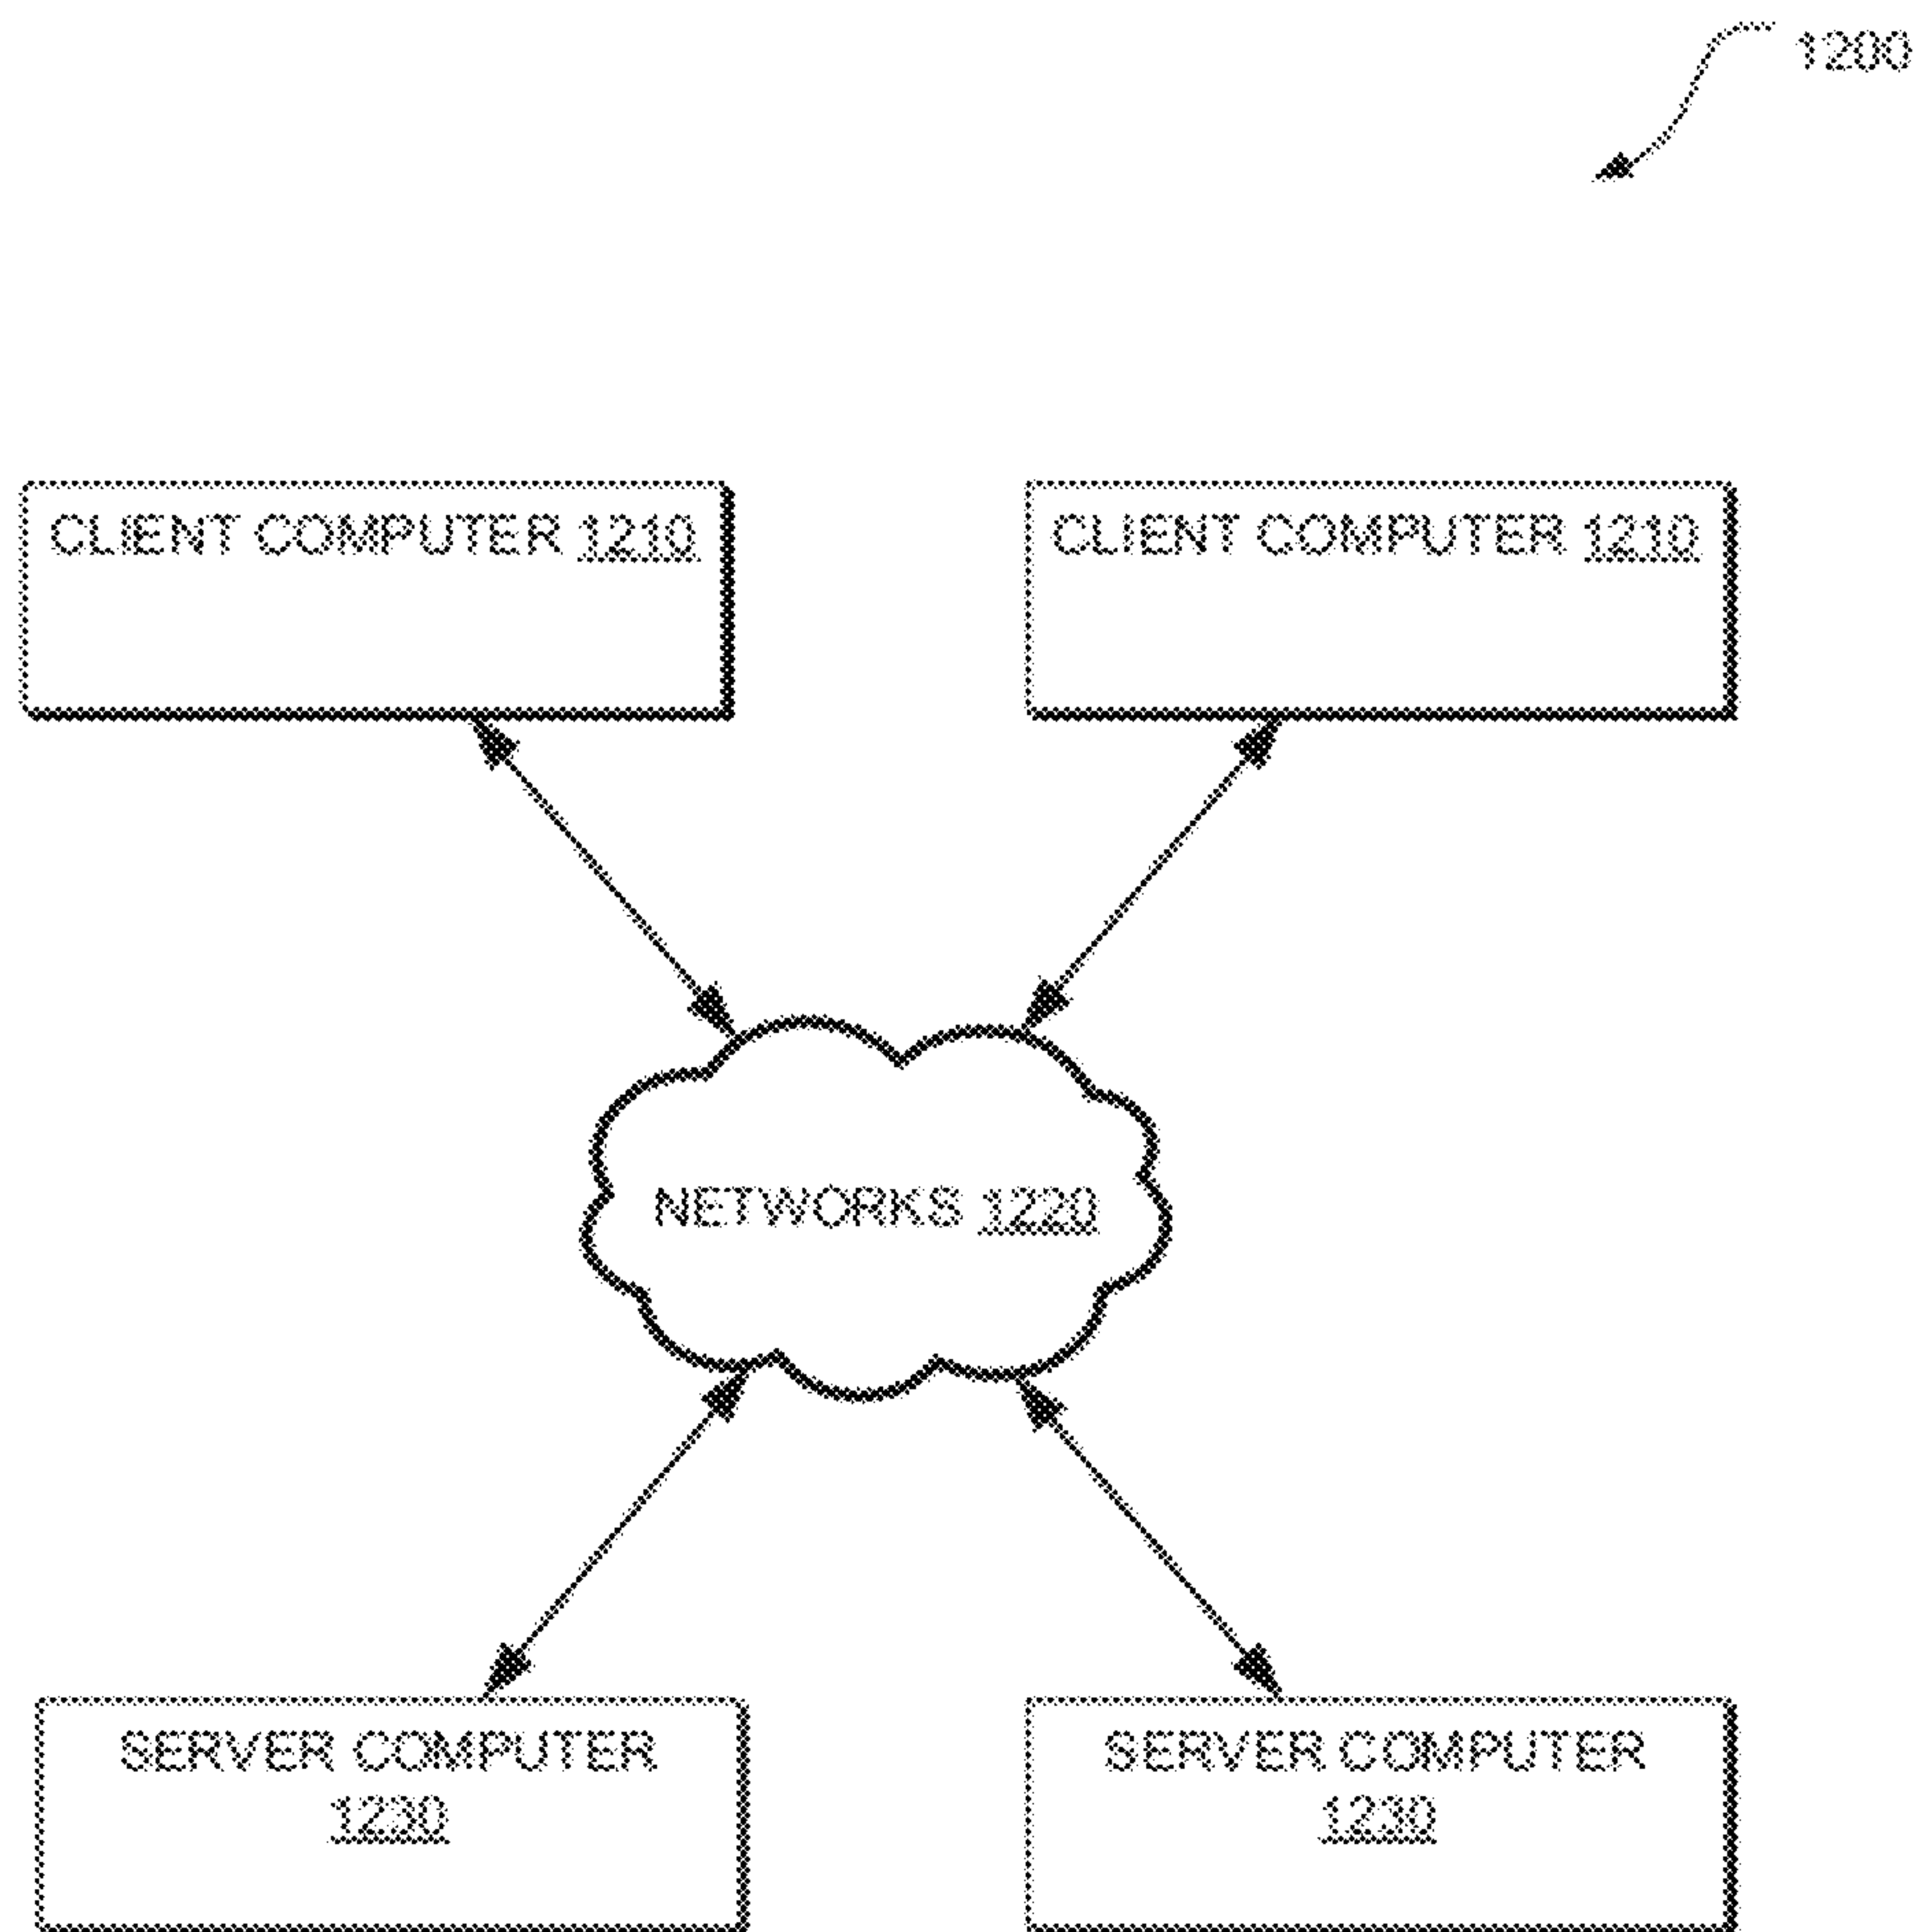 1200
CLIENT COMPUTER 1210
CLIENT COMPUTER 1210
NETWORKS 1220
SERVER COMPUTER
1230
SERVER COMPUTER
1230